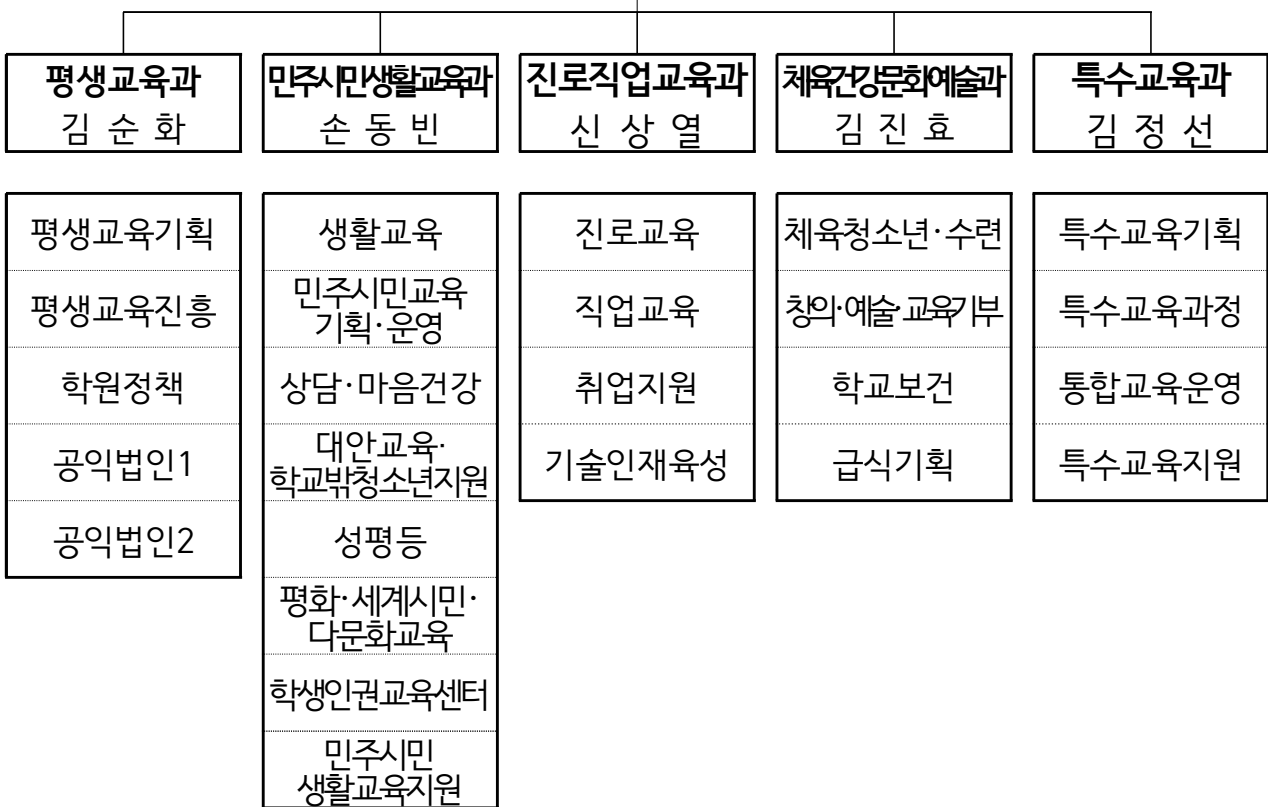 평생교육과
김 순 화
민주시민생활교육과
손 동 빈
진로직업교육과
신 상 열
체육건강문화예술과
김 진 효
특수교육과
김 정 선
평생교육기획
평생교육진흥
학원정책
공익법인1
공익법인2
생활교육
민주시민교육
기획·운영
상담·마음건강
대안교육·
학교밖청소년지원
성평등
평화·세계시민·
다문화교육
학생인권교육센터
민주시민
생활교육지원
진로교육
직업교육
취업지원
기술인재육성
체육청소년·수련
창의·예술·교육기부
학교보건
급식기획
특수교육기획
특수교육과정
통합교육운영
특수교육지원